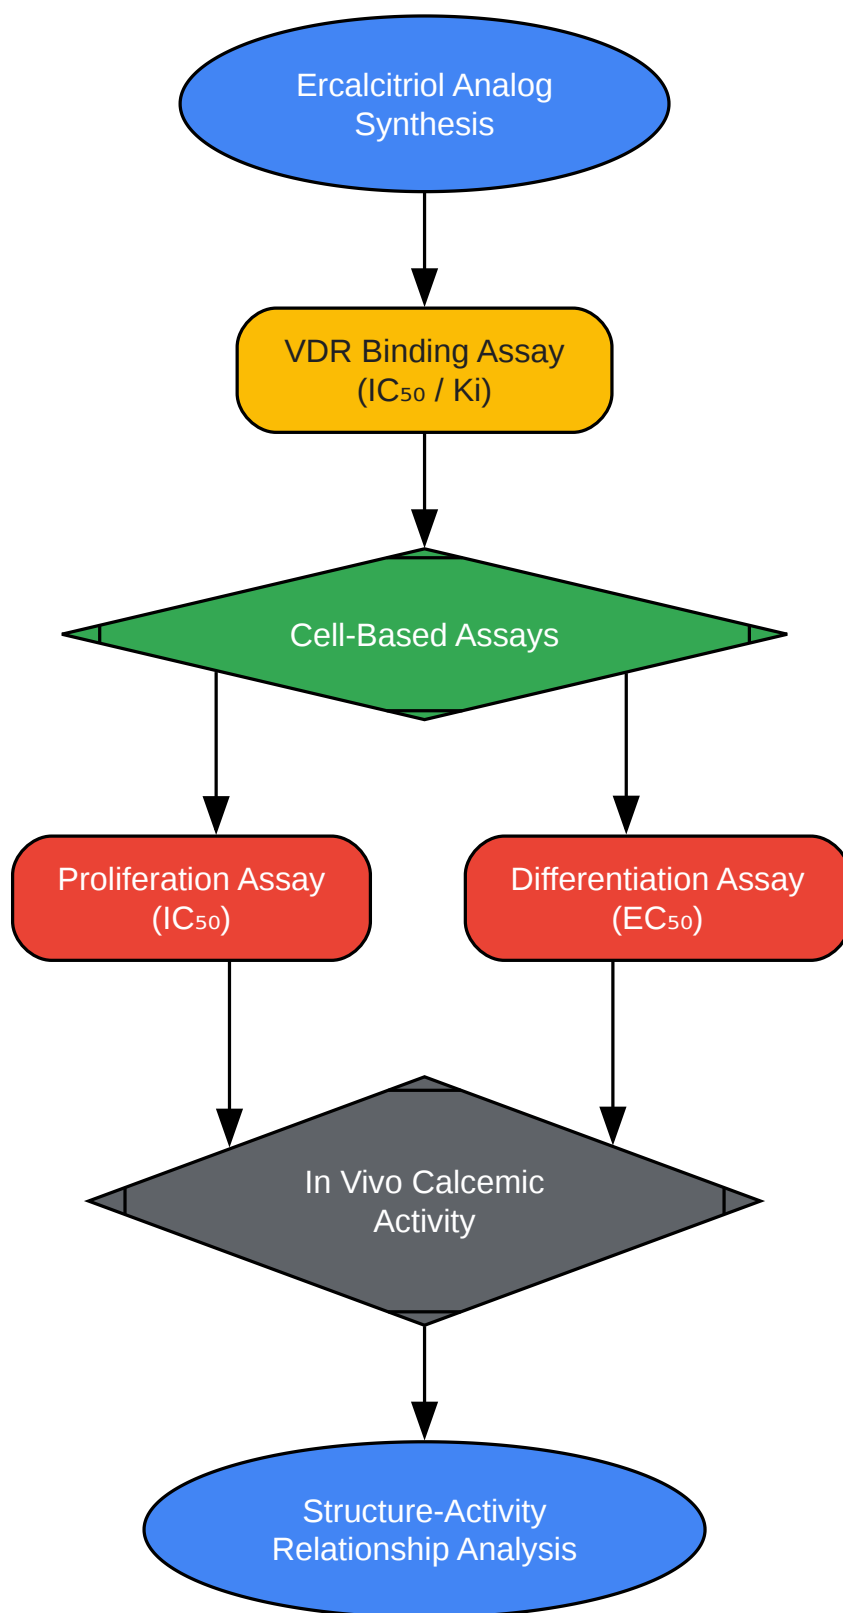 Ercalcitriol Analog
Synthesis
VDR Binding Assay
(IC₅₀ / Ki)
Cell-Based Assays
Proliferation Assay
(IC₅₀)
Differentiation Assay
(EC₅₀)
In Vivo Calcemic
Activity
Structure-Activity
Relationship Analysis